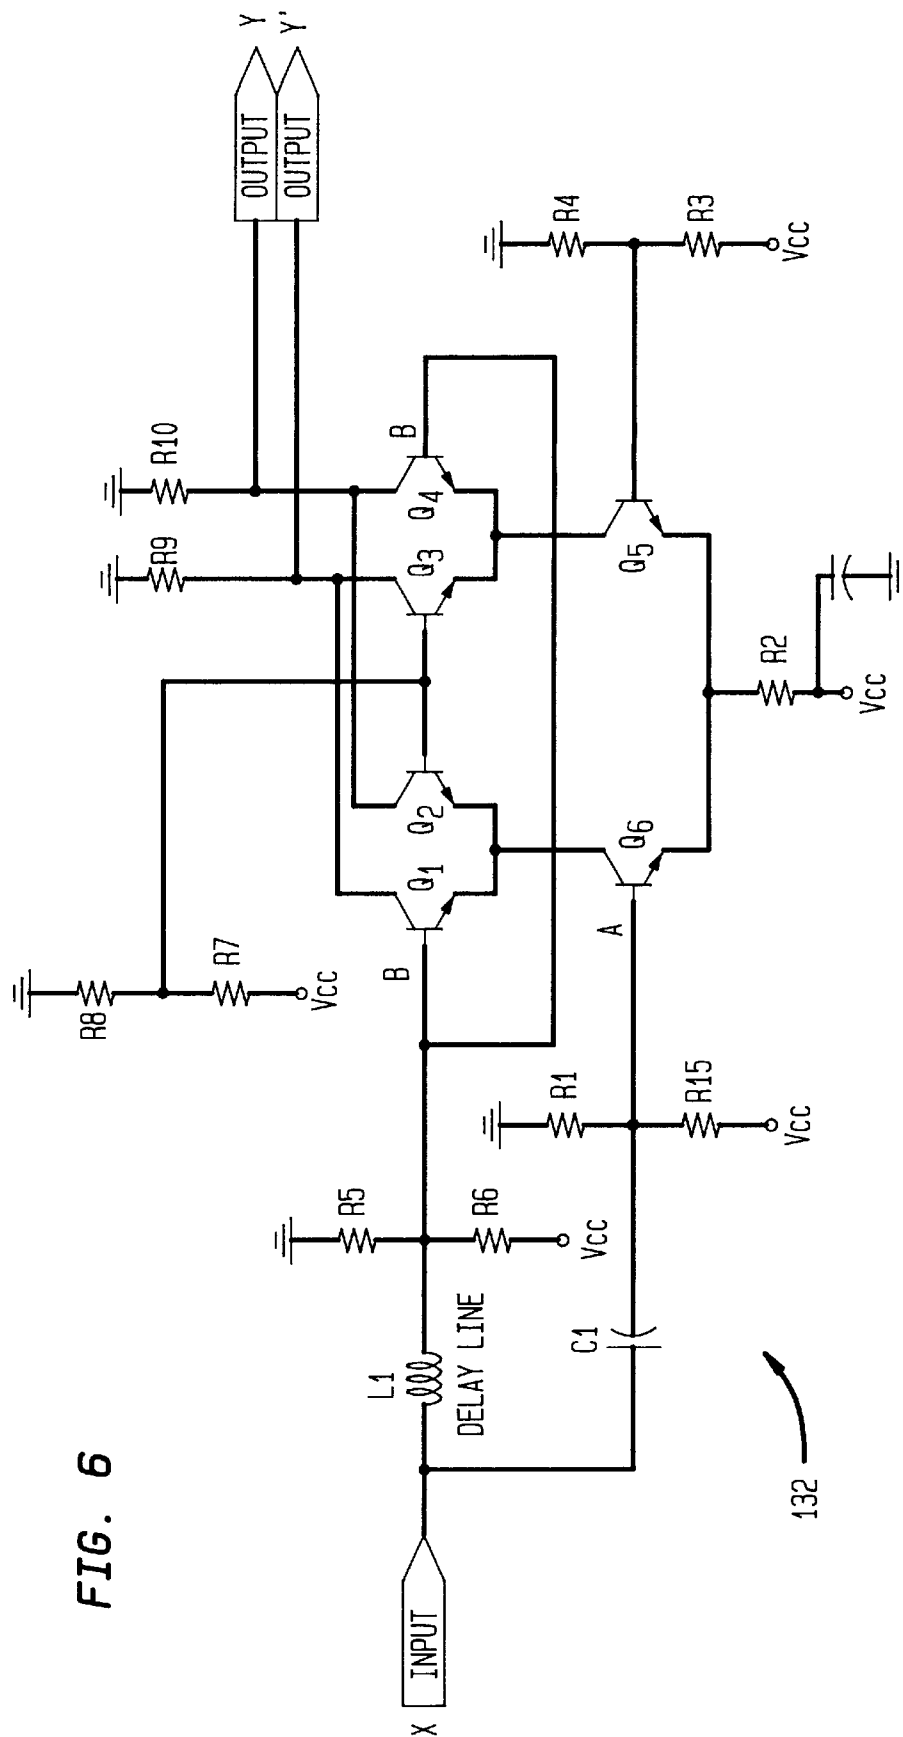 FIG. 6
X
INPUT
L1
DELAY LINE
C1
132
R5
R6
Vcc
R1
R15
Vcc
R8
R7
Vcc
B
A
Q1
Q2
Q6
Q3
Q4
B
Q5
R2
Vcc
R9
R10
R4
R3
Vcc
OUTPUT
Y
OUTPUT
Y'